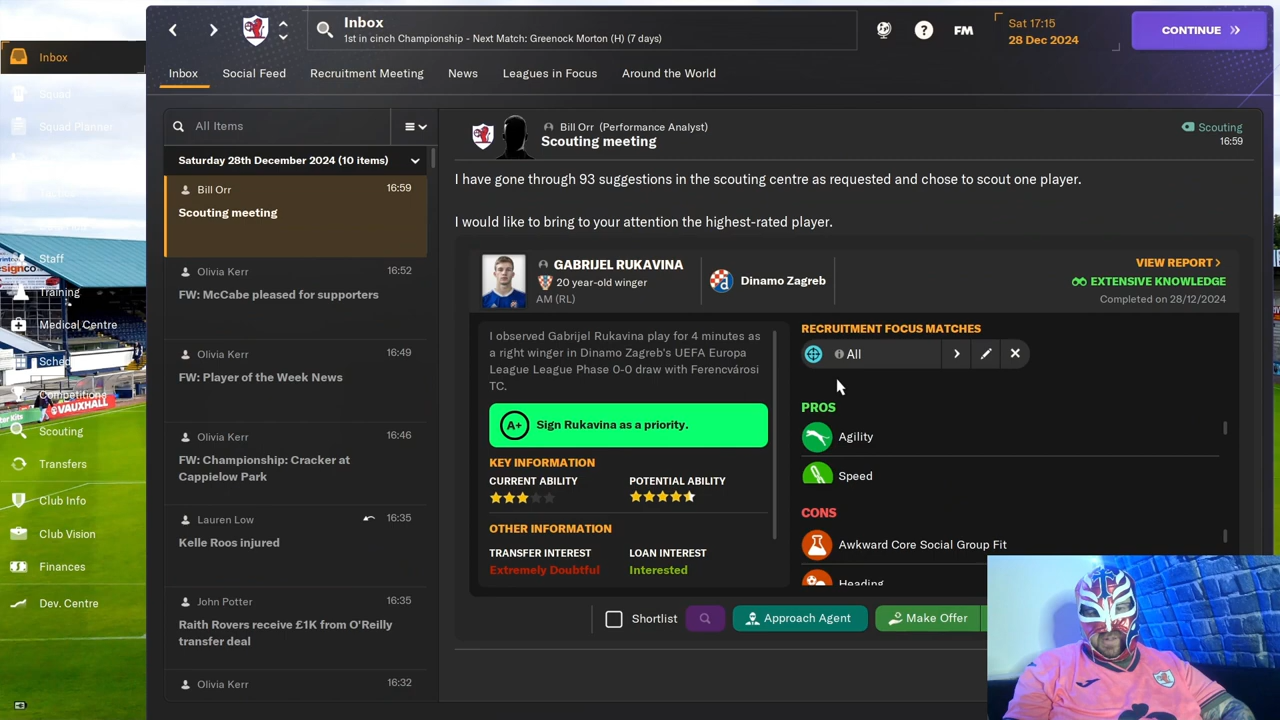 Inbox
1st in cinch Championship - Next Match: Greenock Morton (H) (7 days)
?
FM
Sat 17:15
28 Dec 2024
CONTINUE
Inbox
Squad
Squad Planner
Staff
Training
Medical Centre
Sched
Competitions
Scouting
Transfers
Club Info
Club Vision
Finances
Dev. Centre
VAUXHALL
Inbox
Social Feed
Recruitment Meeting
News
Leagues in Focus
Around the World
All Items
Saturday 28th December 2024 (10 items)
Bill Orr
16:59
Scouting meeting
Olivia Kerr
16:52
FW: McCabe pleased for supporters
Olivia Kerr
16:49
FW: Player of the Week News
Olivia Kerr
16:46
FW: Championship: Cracker at
Cappielow Park
Lauren Low
16:35
Kelle Roos injured
John Potter
16:35
Raith Rovers receive £1K from O'Reilly
transfer deal
Olivia Kerr
16:32
Bill Orr (Performance Analyst)
Scouting meeting
Scouting
16:59
I have gone through 93 suggestions in the scouting centre as requested and chose to scout one player.
I would like to bring to your attention the highest-rated player.
GABRIJEL RUKAVINA
20 year-old winger
AM (RL)
Dinamo Zagreb
VIEW REPORT >
EXTENSIVE KNOWLEDGE
Completed on 28/12/2024
I observed Gabrijel Rukavina play for 4 minutes as
a right winger in Dinamo Zagreb's UEFA Europa
League League Phase 0-0 draw with Ferencvárosi
TC.
A+
Sign Rukavina as a priority.
KEY INFORMATION
CURRENT ABILITY
POTENTIAL ABILITY
OTHER INFORMATION
TRANSFER INTEREST
LOAN INTEREST
Extremely Doubtful
Interested
RECRUITMENT FOCUS MATCHES
All
PROS
Agility
Speed
CONS
Awkward Core Social Group Fit
Heading
Shortlist
Approach Agent
Make Offer